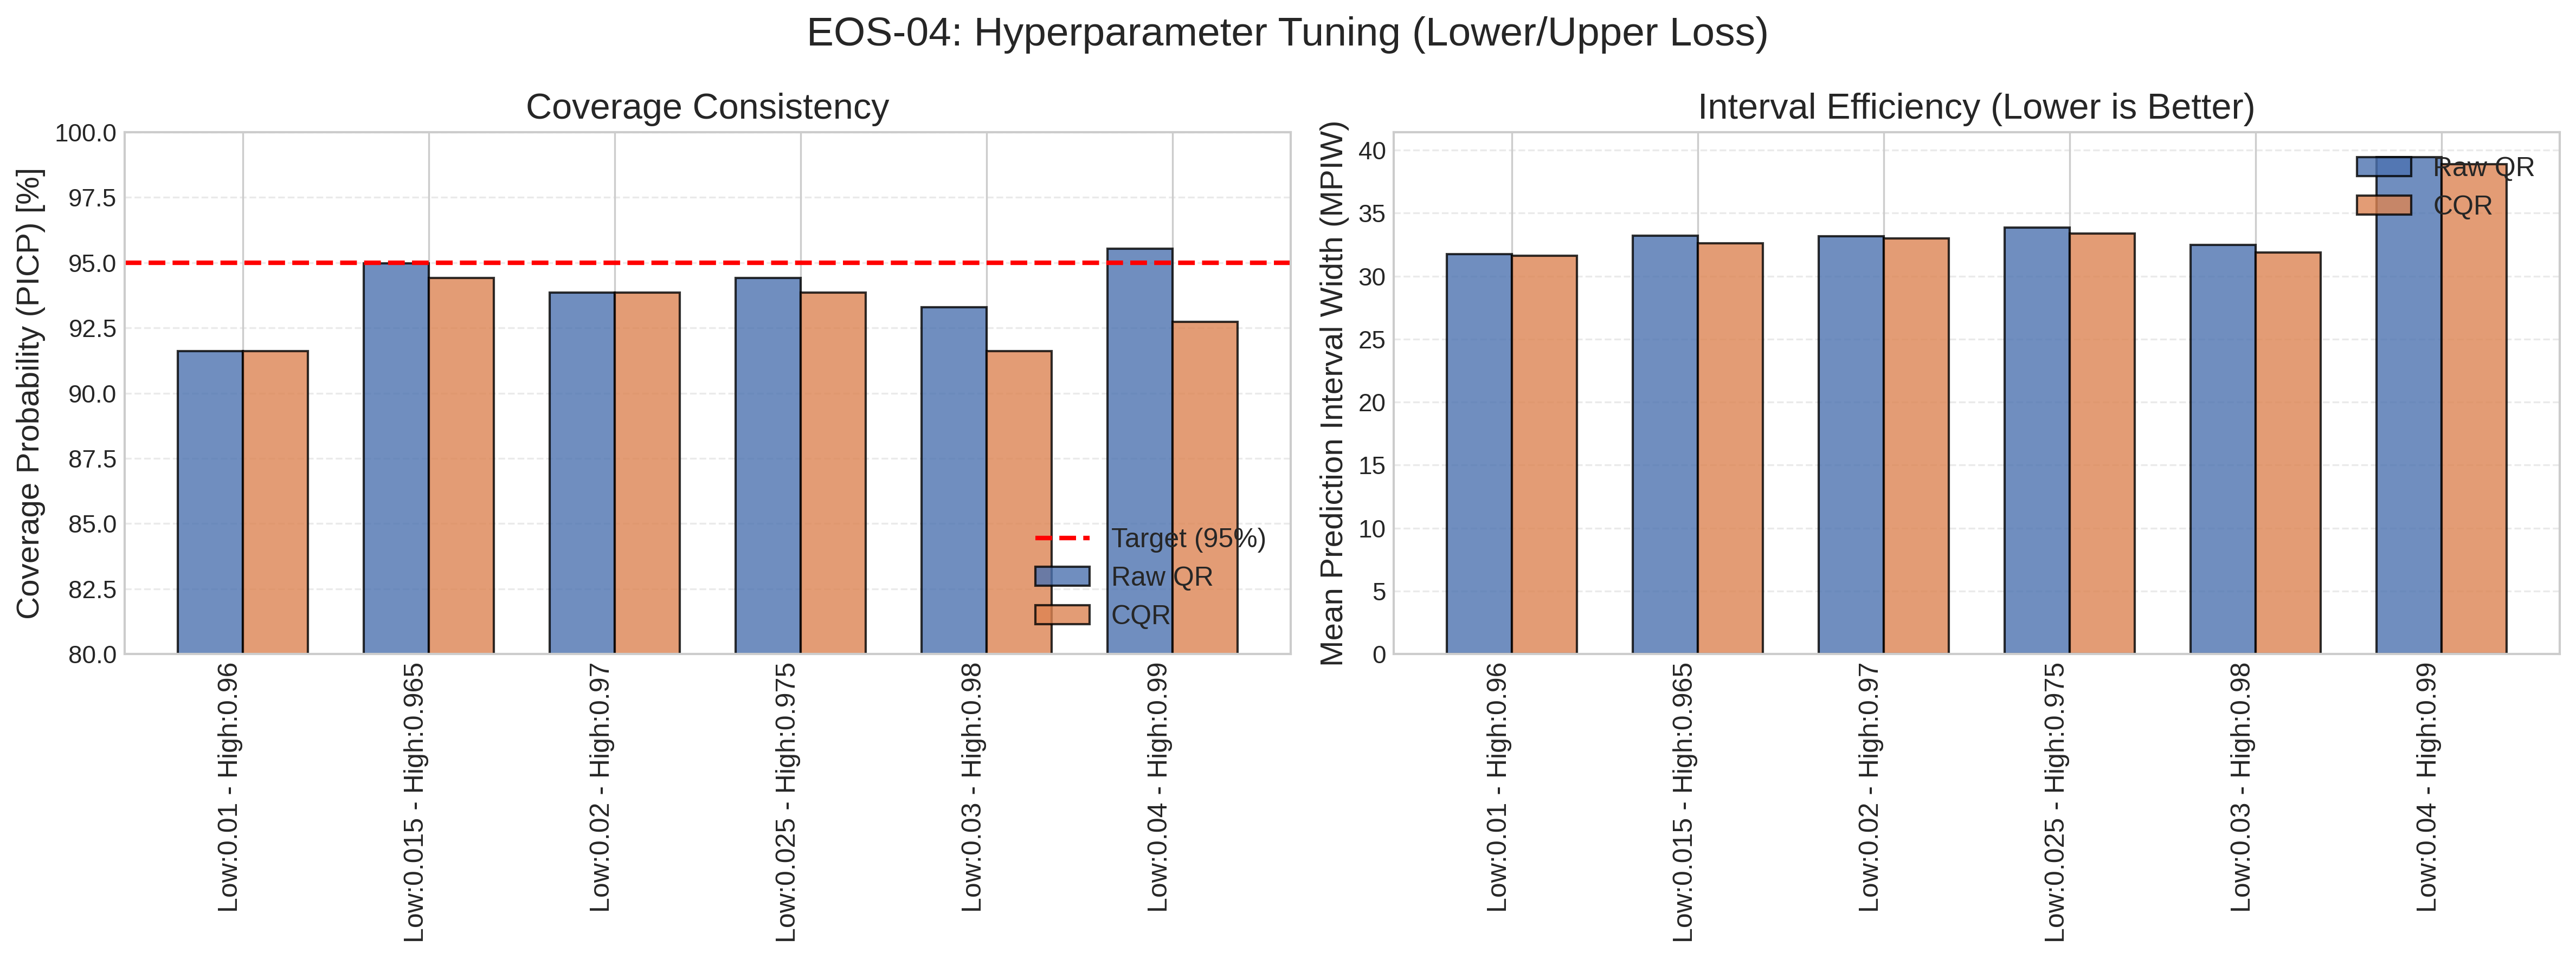 EOS-04: Hyperparameter Tuning (Lower/Upper Loss)
Coverage Consistency
Coverage Probability (PICP) [%]
100.0
97.5
95.0
92.5
90.0
87.5
85.0
82.5
80.0
Target (95%)
Raw QR
CQR
Low:0.01 - High:0.96
Low:0.015 - High:0.965
Low:0.02 - High:0.97
Low:0.025 - High:0.975
Low:0.03 - High:0.98
Low:0.04 - High:0.99
Interval Efficiency (Lower is Better)
Mean Prediction Interval Width (MPIW)
40
35
30
25
20
15
10
5
0
Raw QR
CQR
Low:0.01 - High:0.96
Low:0.015 - High:0.965
Low:0.02 - High:0.97
Low:0.025 - High:0.975
Low:0.03 - High:0.98
Low:0.04 - High:0.99